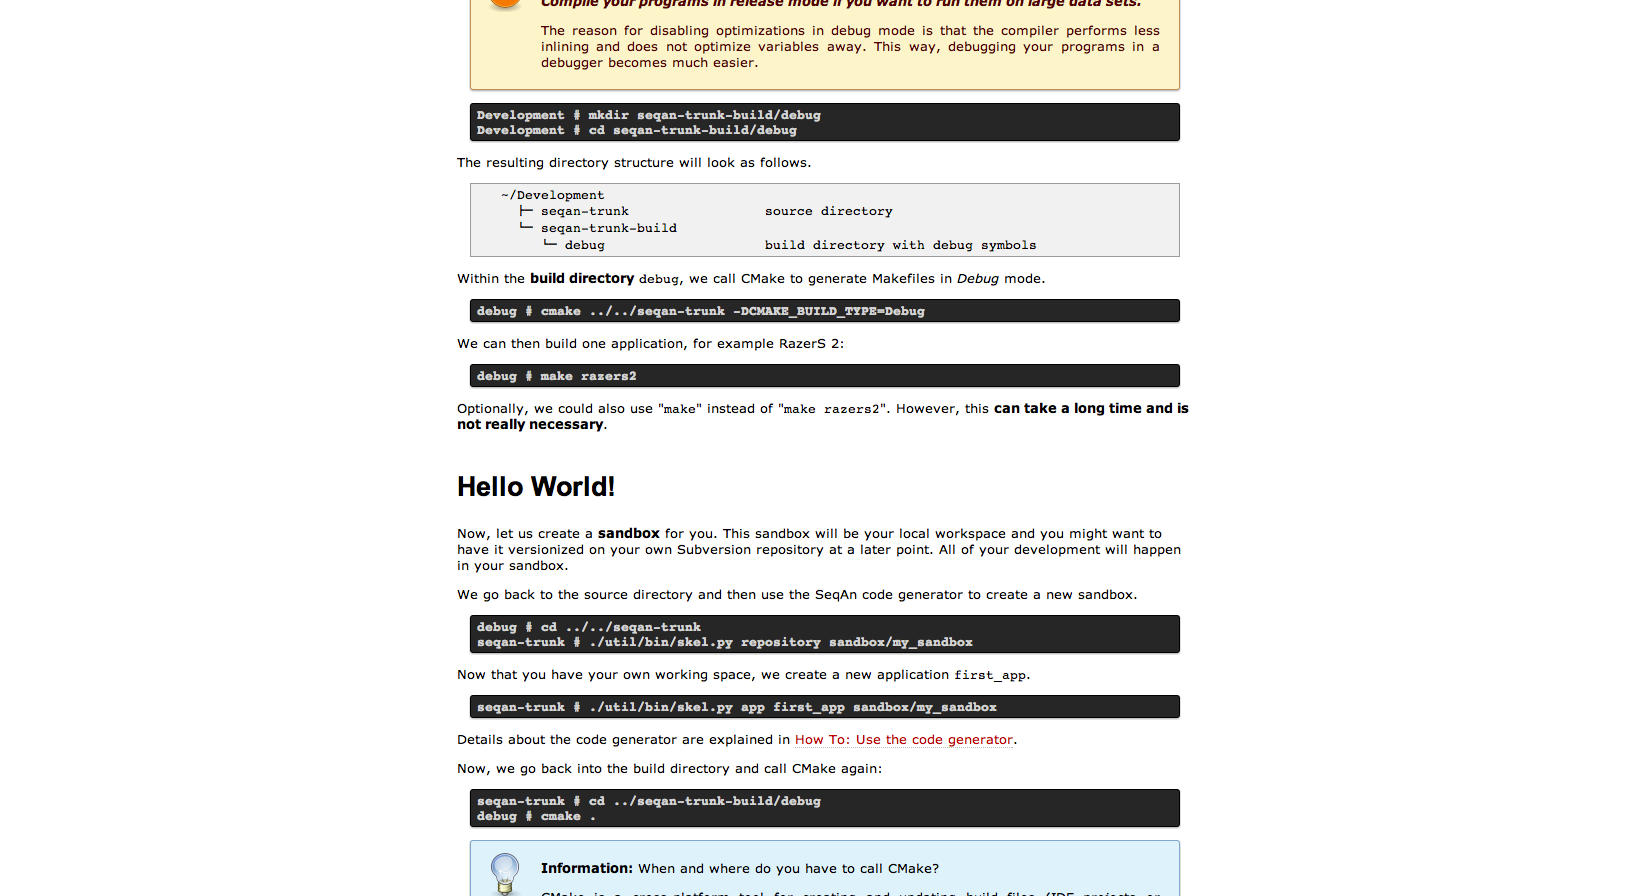 Compile your programs in release mode if you want to run them on large data sets.
The reason for disabling optimizations in debug mode is that the compiler performs less
inlining and does not optimize variables away. This way, debugging your programs in a
debugger becomes much easier.
Development # mkdir seqan-trunk-build/debug
Development # cd seqan-trunk-build/debug
The resulting directory structure will look as follows.
~/Development
├─ seqan-trunk source directory
└─ seqan-trunk-build
└─ debug build directory with debug symbols
Within the build directory debug, we call CMake to generate Makefiles in Debug mode.
debug # cmake ../../seqan-trunk -DCMAKE_BUILD_TYPE=Debug
We can then build one application, for example RazerS 2:
debug # make razers2
Optionally, we could also use "make" instead of "make razers2". However, this can take a long time and is
not really necessary.
Hello World!
Now, let us create a sandbox for you. This sandbox will be your local workspace and you might want to
have it versionized on your own Subversion repository at a later point. All of your development will happen
in your sandbox.
We go back to the source directory and then use the SeqAn code generator to create a new sandbox.
debug # cd ../../seqan-trunk
seqan-trunk # ./util/bin/skel.py repository sandbox/my_sandbox
Now that you have your own working space, we create a new application first_app.
seqan-trunk # ./util/bin/skel.py app first_app sandbox/my_sandbox
Details about the code generator are explained in How To: Use the code generator.
Now, we go back into the build directory and call CMake again:
seqan-trunk # cd ../seqan-trunk-build/debug
debug # cmake .
Information: When and where do you have to call CMake?
CMake is a cross-platform tool for creating and updating build files (IDE projects or